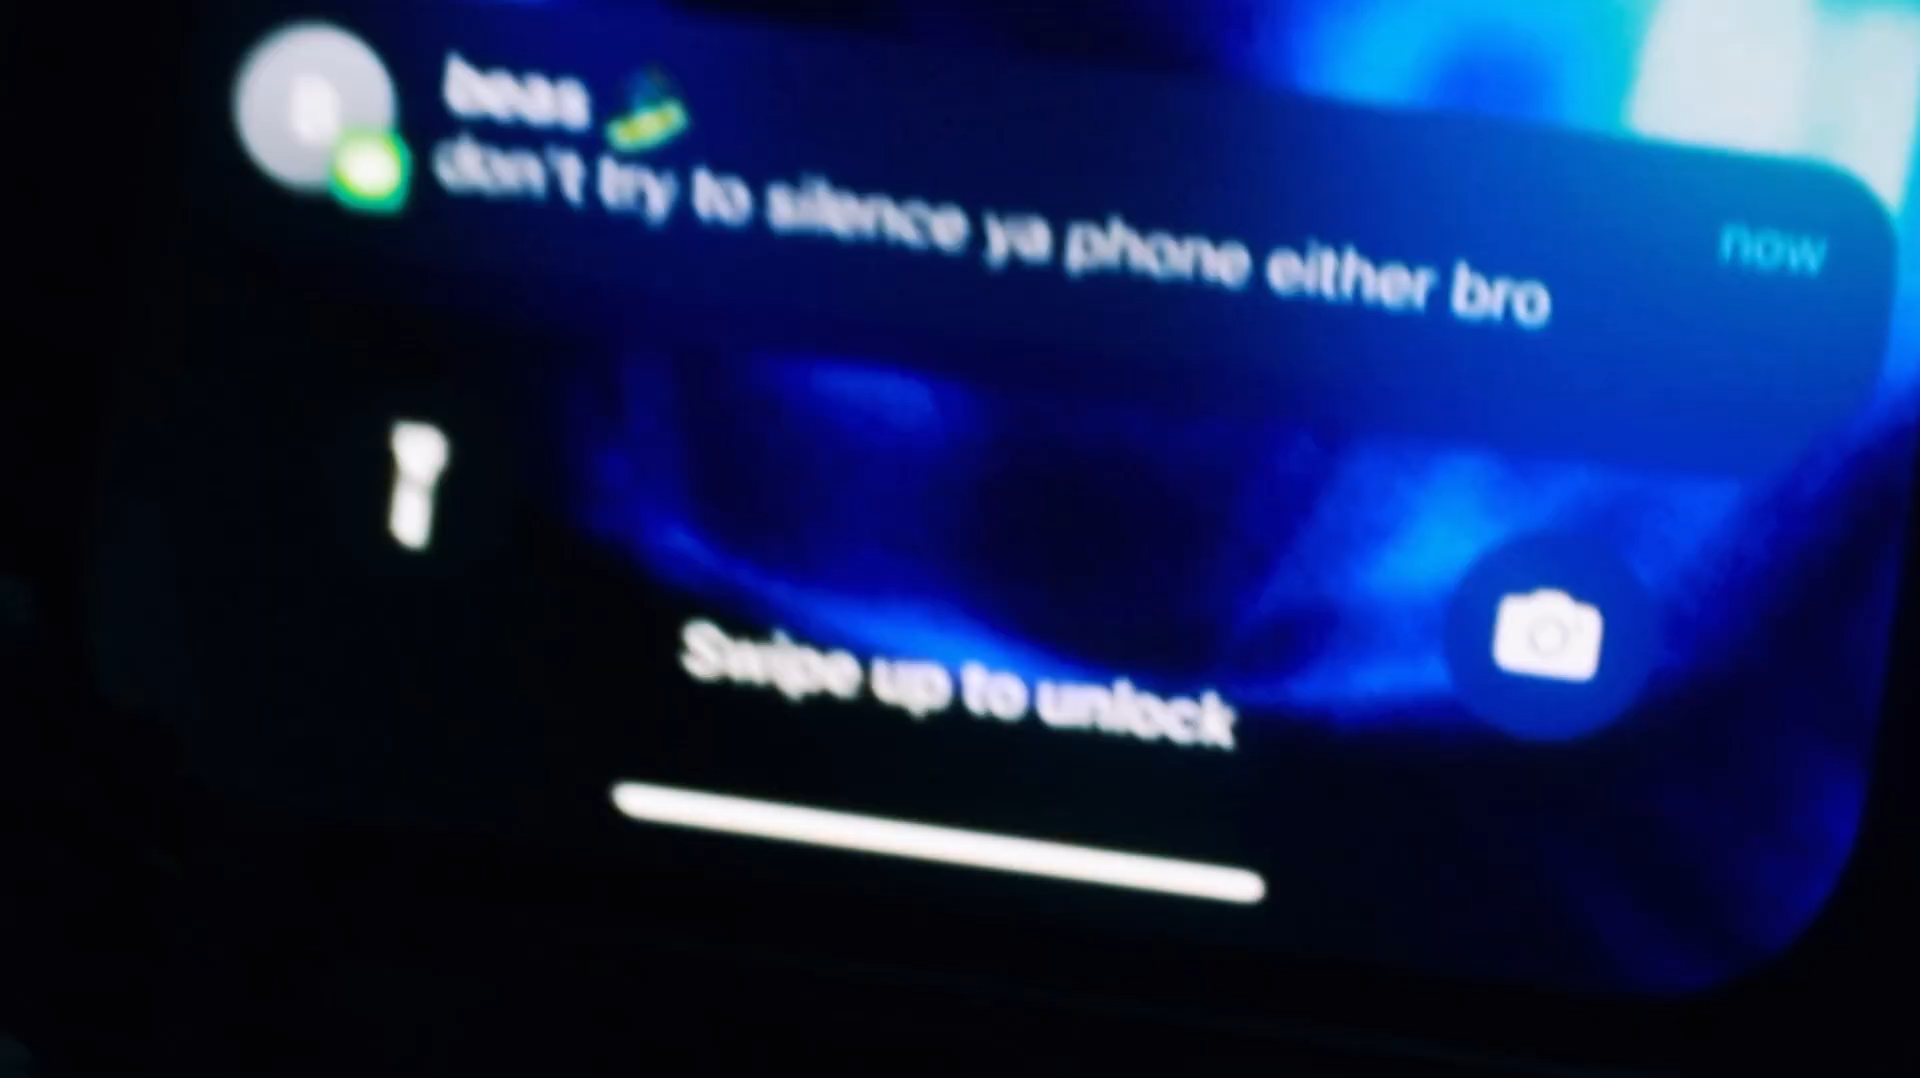 beas
don't try to silence ya phone either bro
now
Swipe up to unlock